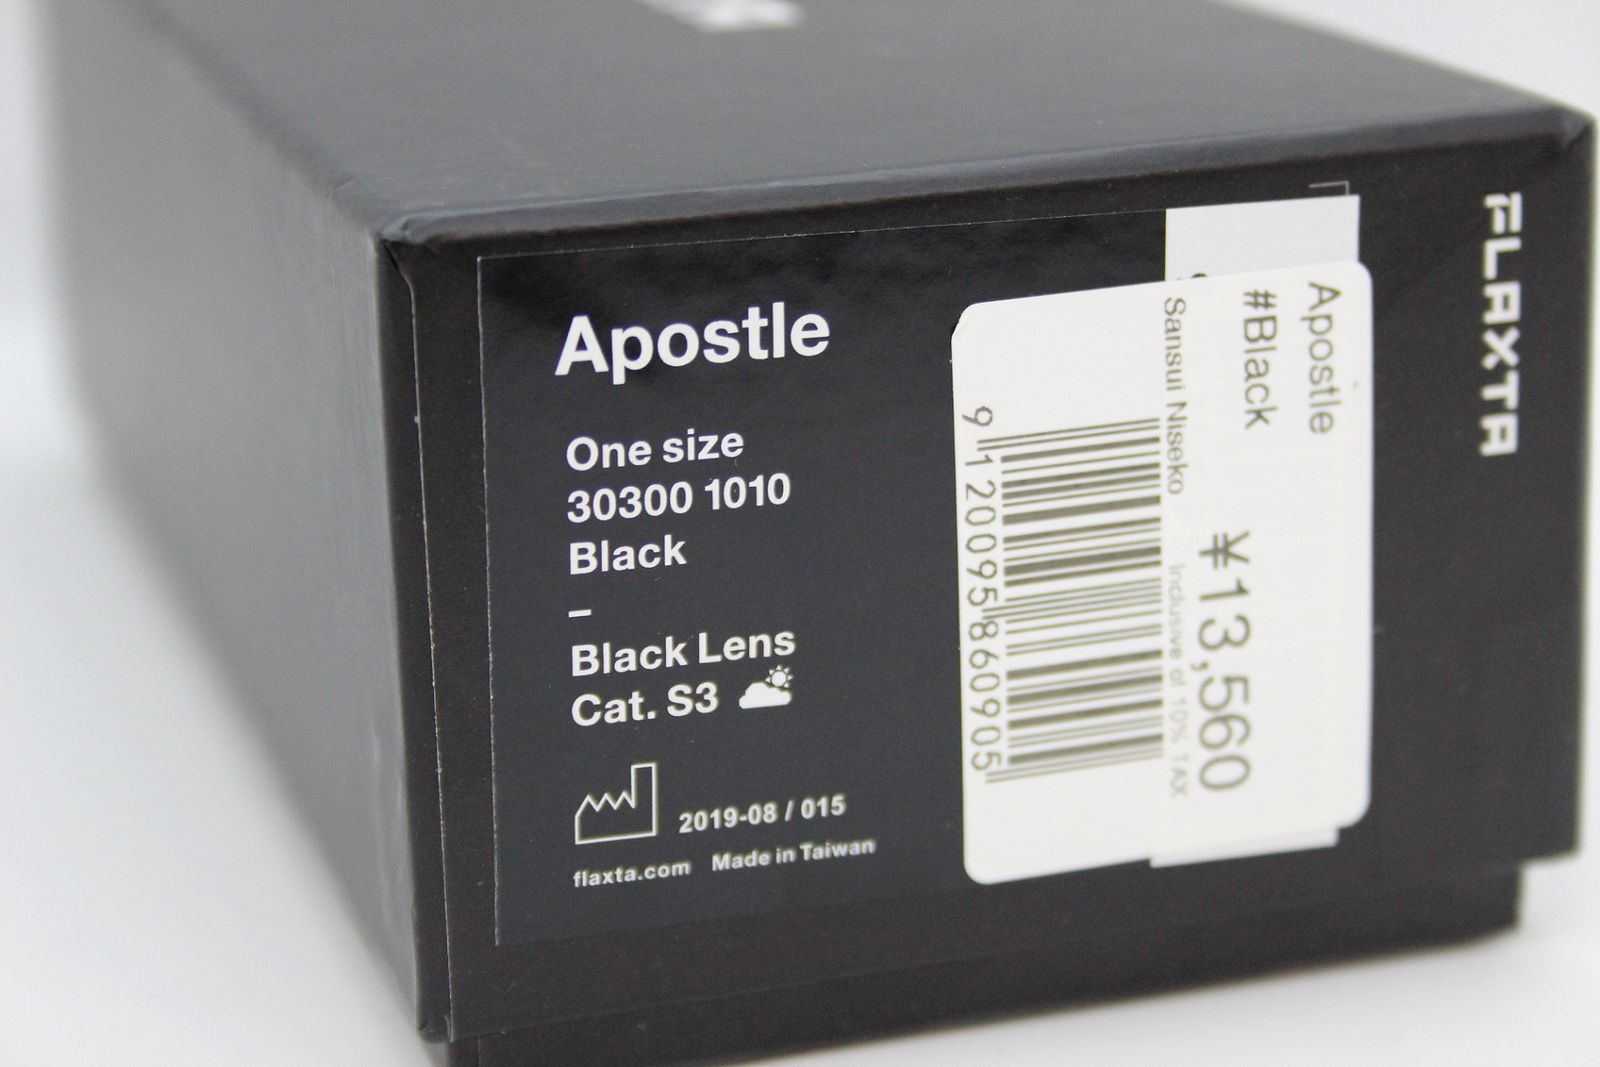 Apostle
One size
30300 1010
Black
–
Black Lens
Cat. S3
2019-08 / 015
flaxta.com Made in Taiwan
Apostle
#Black
¥13,560
Inclusive of 10% TAX
Sansui Niseko
9120095860905
FLAXTA